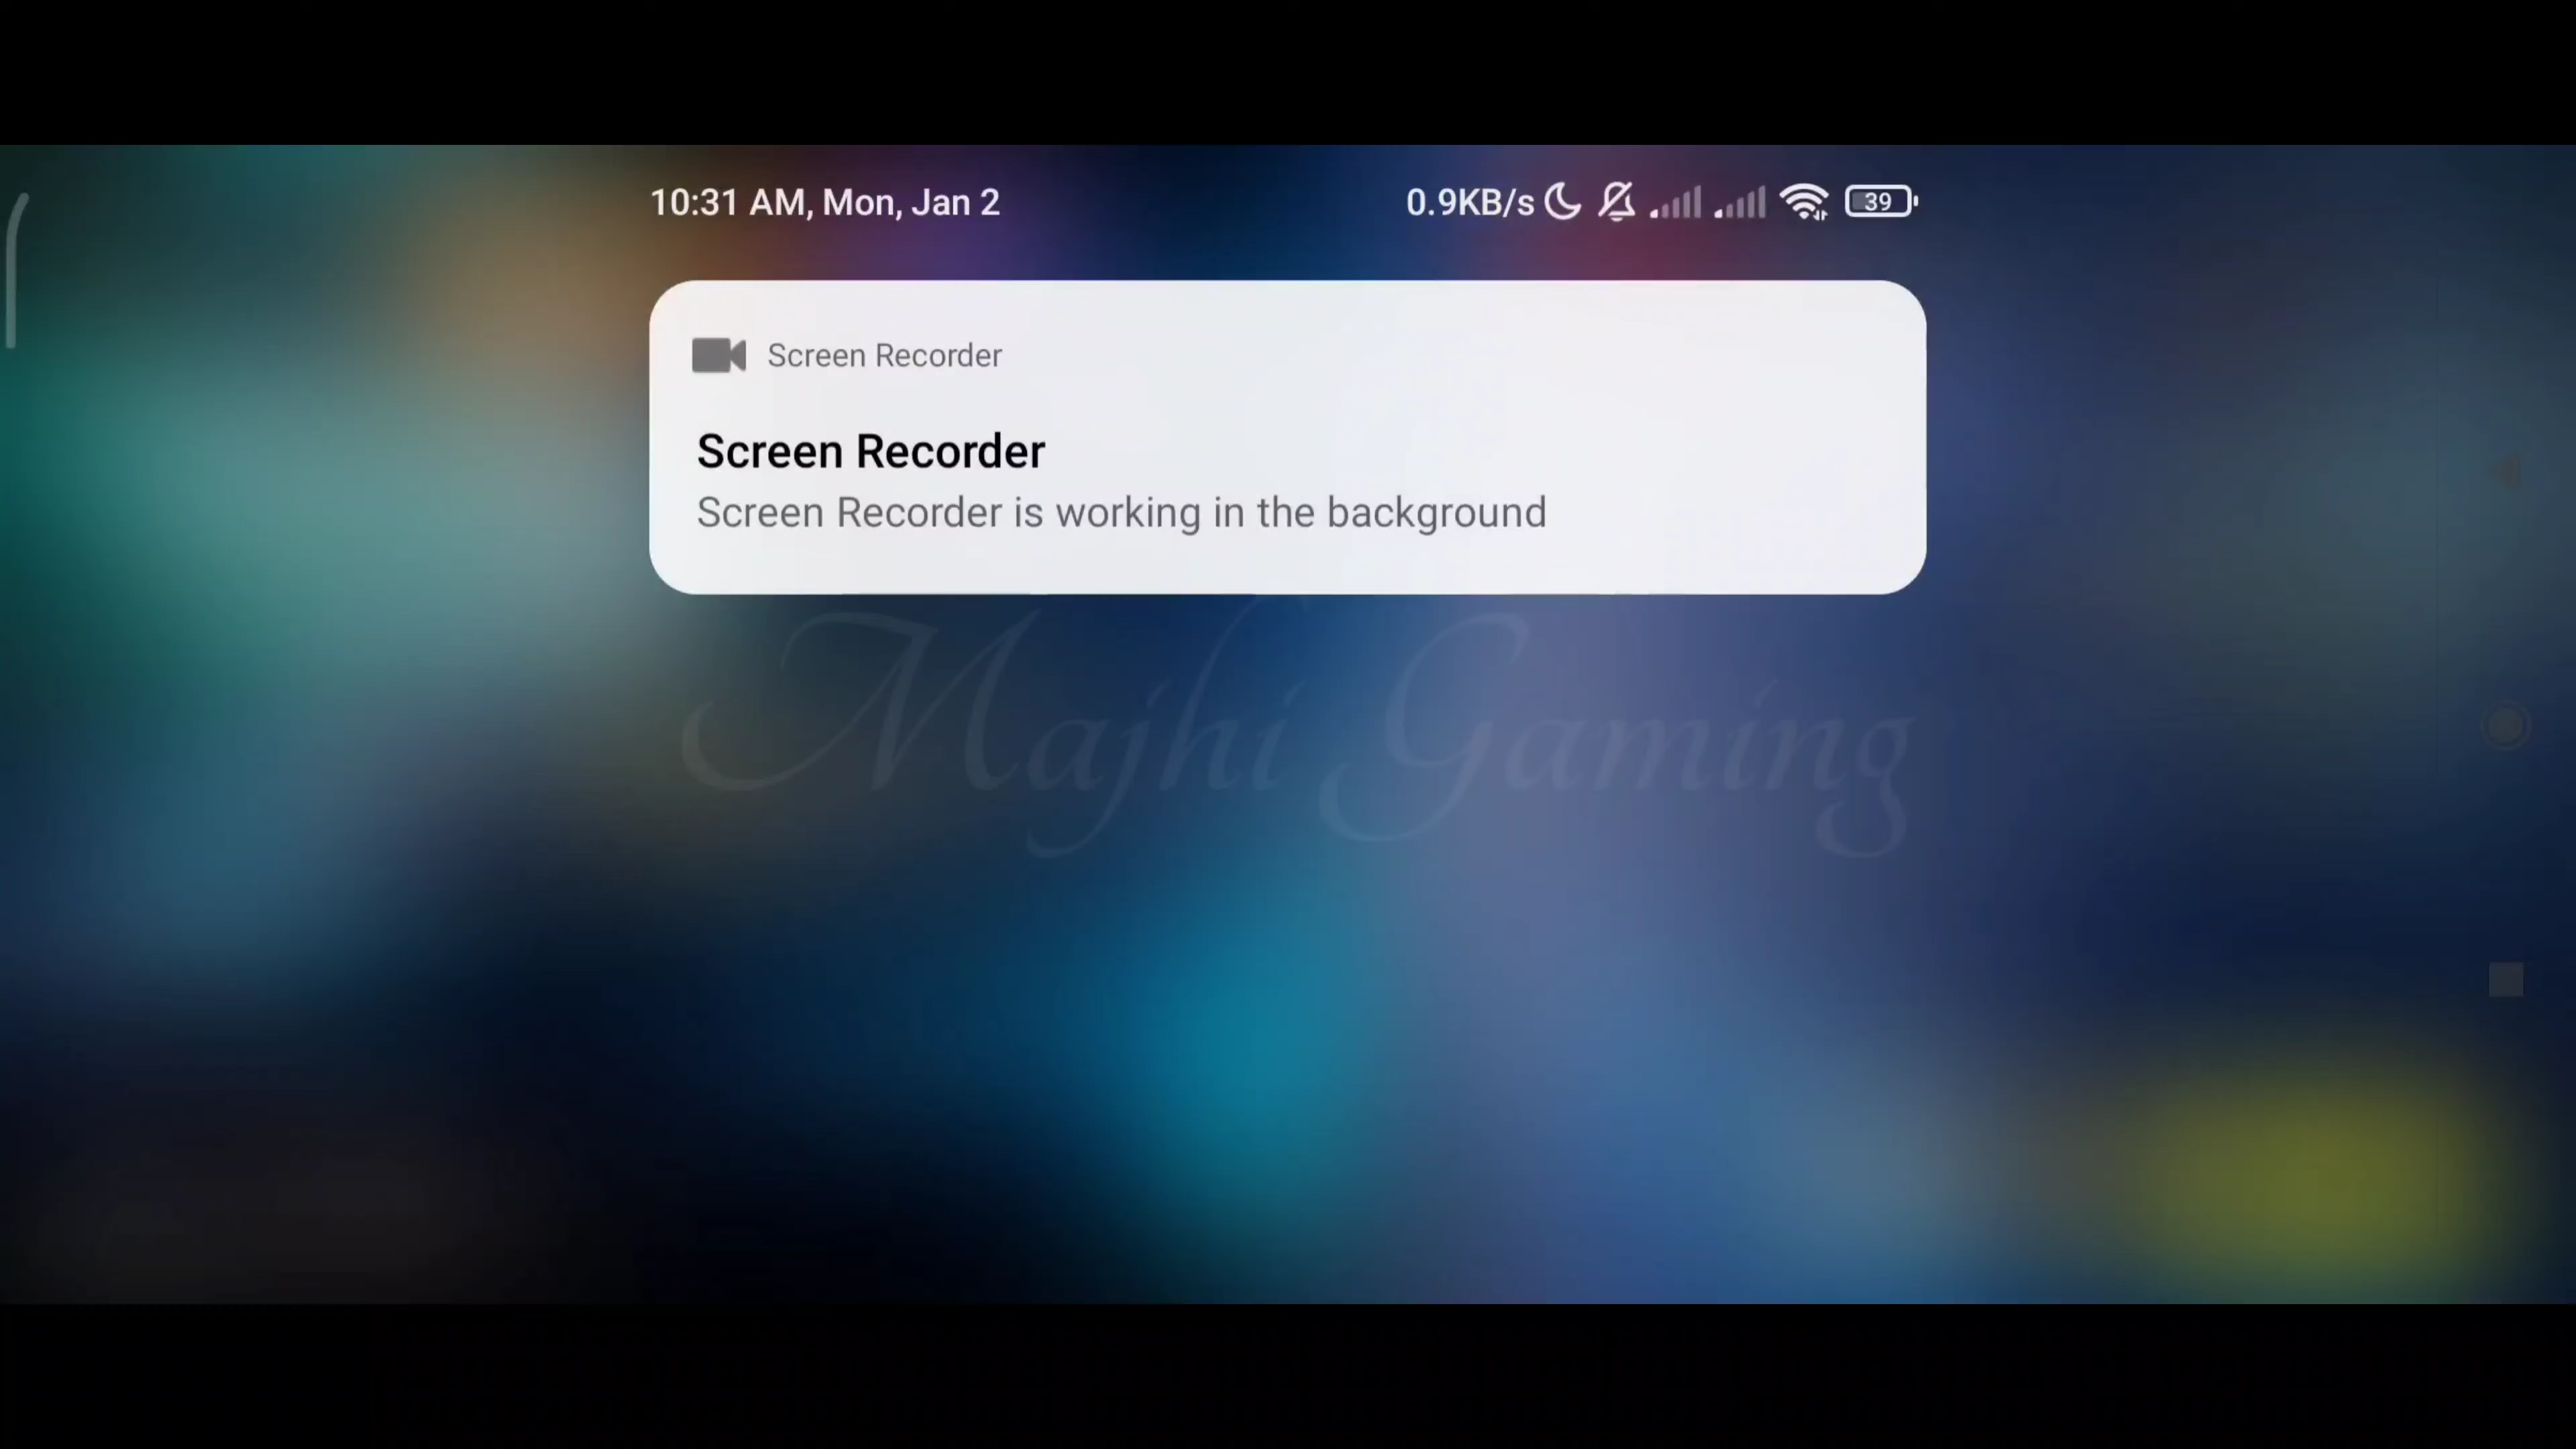 10:31 AM, Mon, Jan 2 0.9KB/s 39
Screen Recorder
Screen Recorder
Screen Recorder is working in the background
Majhi Gaming